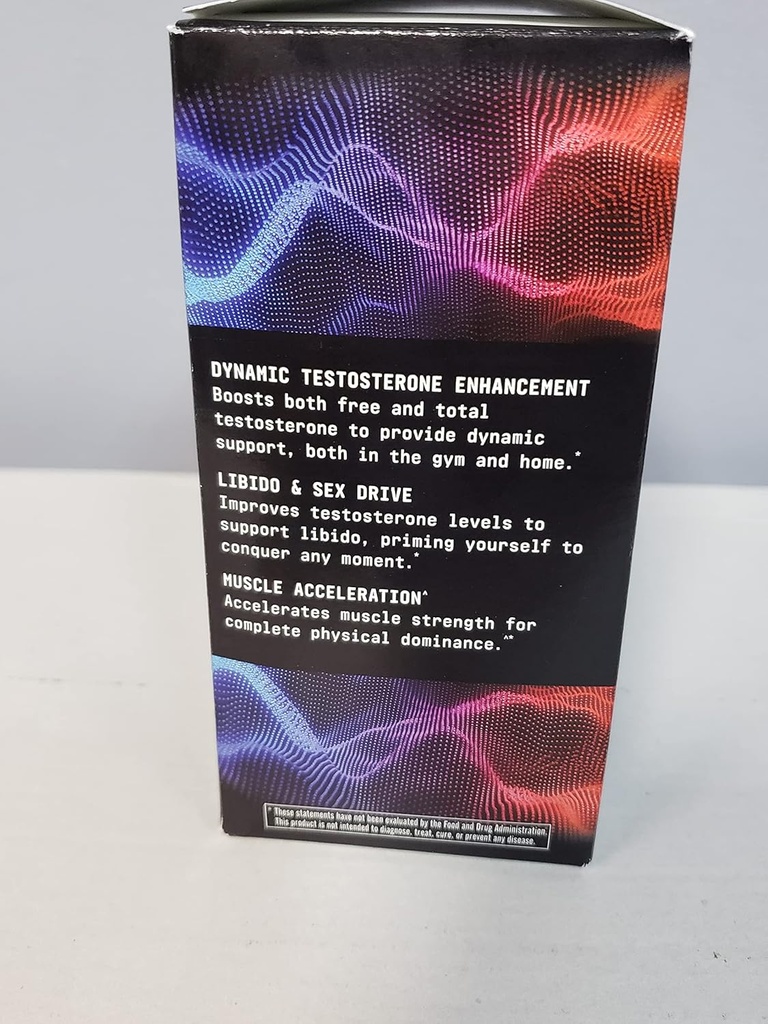 DYNAMIC TESTOSTERONE ENHANCEMENT
Boosts both free and total
testosterone to provide dynamic
support, both in the gym and home.*
LIBIDO & SEX DRIVE
Improves testosterone levels to
support libido, priming yourself to
conquer any moment.*
MUSCLE ACCELERATION^
Accelerates muscle strength for
complete physical dominance.^*
* These statements have not been evaluated by the Food and Drug Administration.
This product is not intended to diagnose, treat, cure, or prevent any disease.